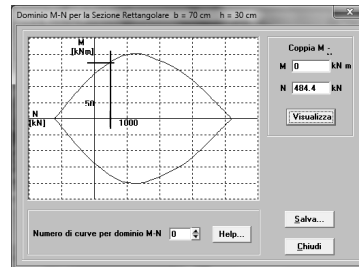 Dominio M-N per la Sezione Rettangolare b = 70 cm h = 30 cm
M
[kNm]
50
N
[kN]
1000
Coppia M -
M 0 kN m
N 484.4 kN
Visualizza
Numero di curve per dominio M-N 0 Help...
Salva...
Chiudi